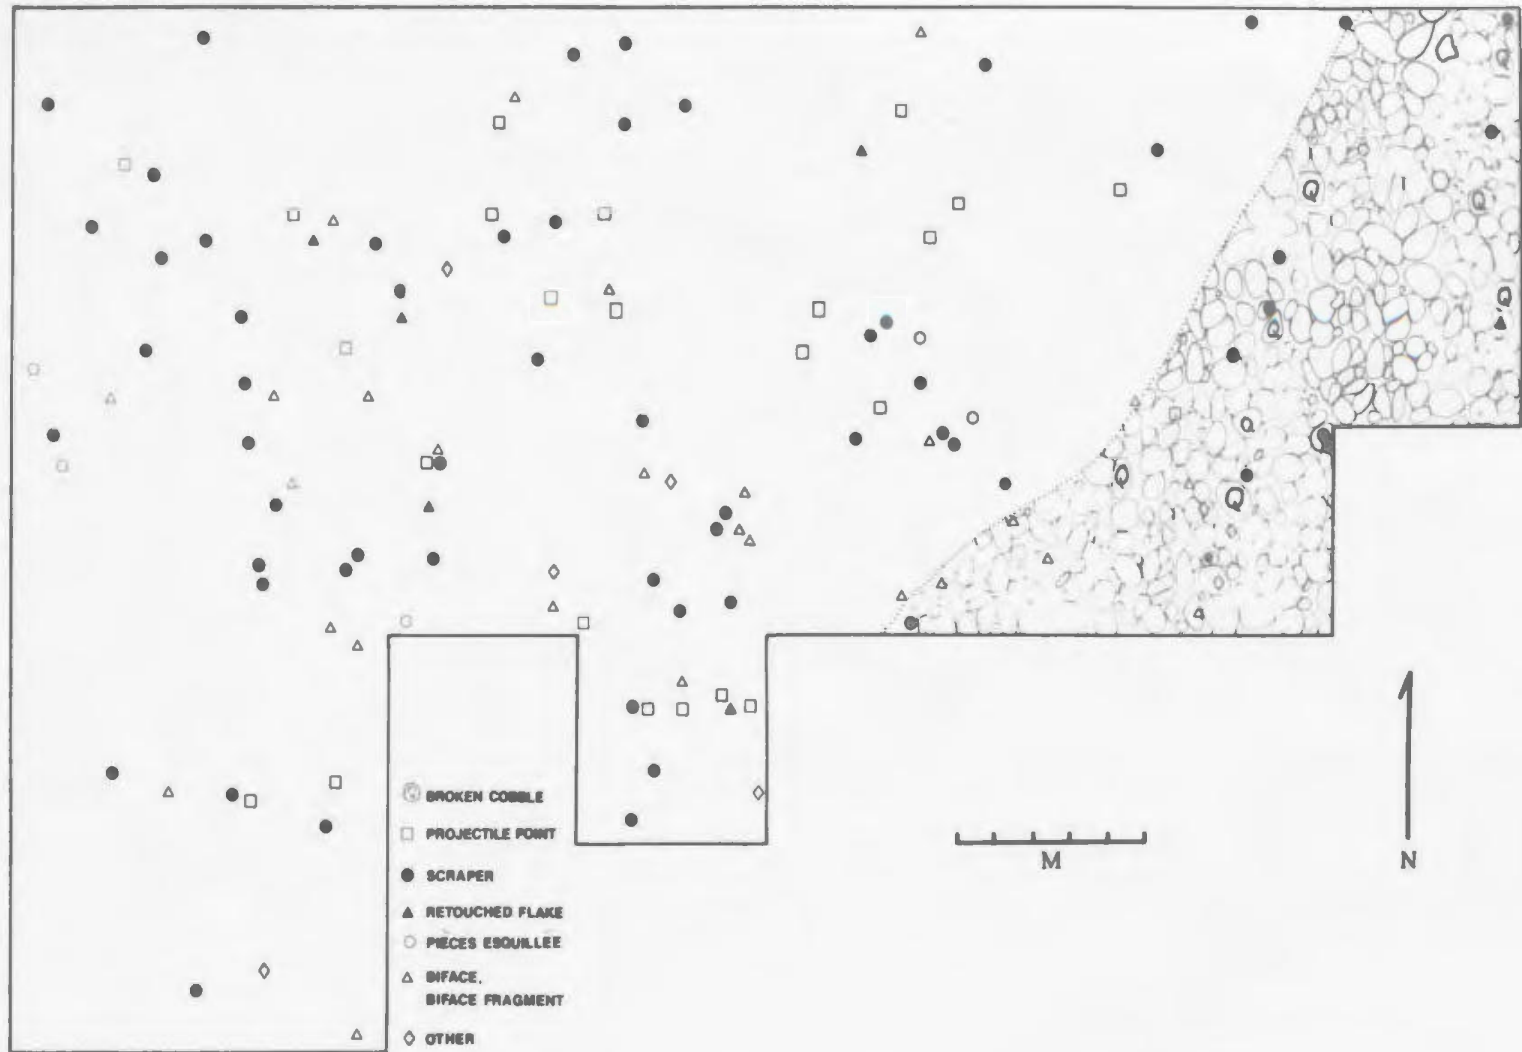 Q
Q
Q
Q
Q
Q
Q
Q
BROKEN COBBLE
PROJECTILE POINT
SCRAPER
RETOUCHED FLAKE
PIECES ESQUILLEE
BIFACE,
BIFACE FRAGMENT
OTHER
M
N